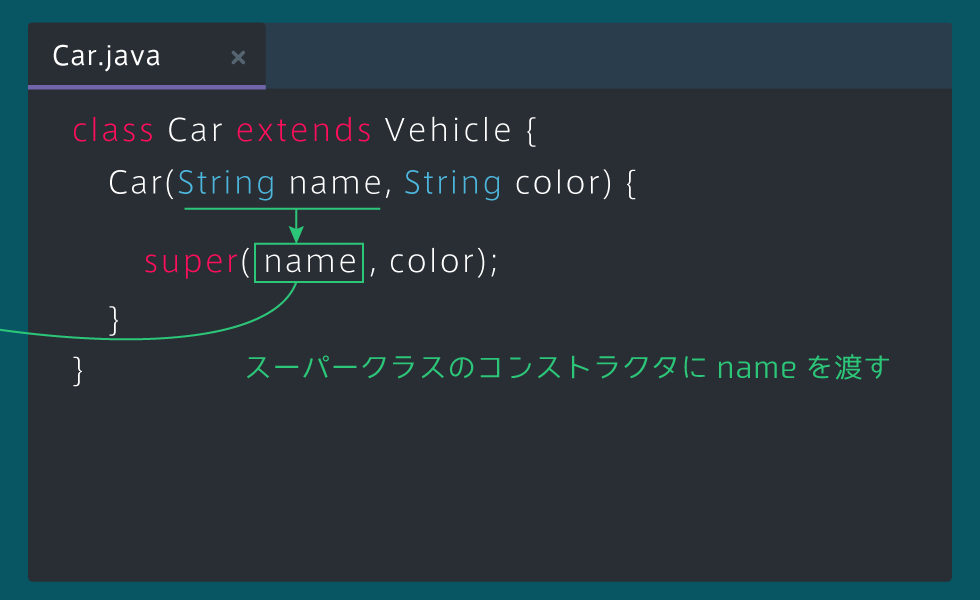 Car.java ×
class Car extends Vehicle {
Car(String name, String color) {
super(name, color);
}
}
スーパークラスのコンストラクタに name を渡す